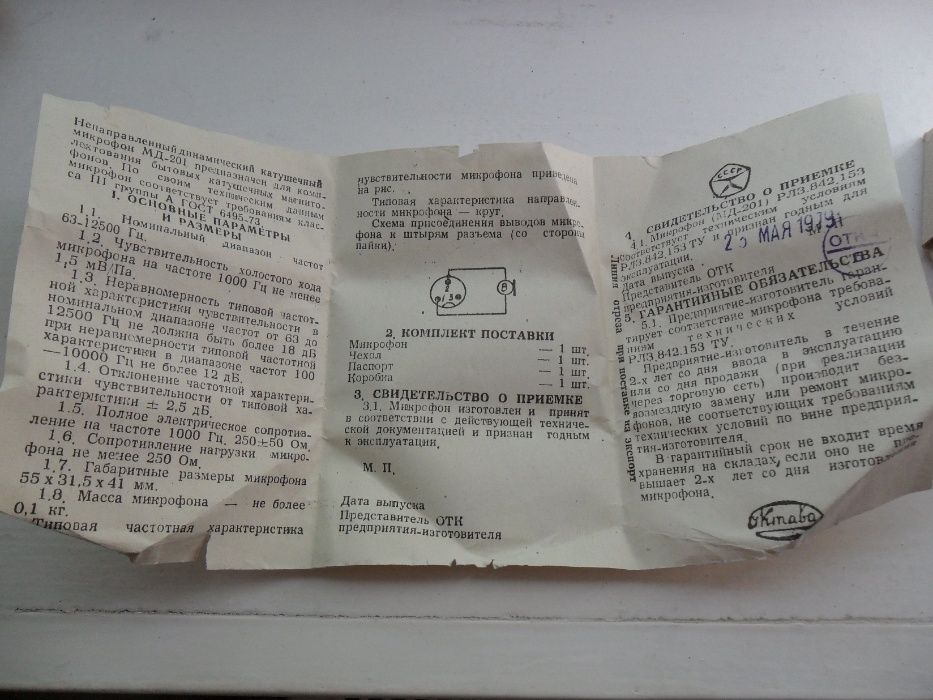 Ненаправленный динамический катушечный
микрофон МД-201 предназначен для комп-
лектования бытовых катушечных магнито-
фонов. По своим техническим данным
микрофон соответствует требованиям клас-
са III группы А ГОСТ 6495-73.
1. ОСНОВНЫЕ ПАРАМЕТРЫ
И РАЗМЕРЫ
1.1. Номинальный диапазон частот
63-12500 Гц.
1.2. Чувствительность холостого хода
микрофона на частоте 1000 Гц не менее
1,5 мВ/Па.
1.3. Неравномерность типовой частот-
ной характеристики чувствительности в
номинальном диапазоне частот от 63 до
12500 Гц не должна быть более 18 дБ
при неравномерности типовой частотной
характеристики в диапазоне частот 100
—10000 Гц не более 12 дБ.
1.4. Отклонение частотной характери-
стики чувствительности от типовой ха-
рактеристики ± 2,5 дБ.
1.5. Полное электрическое сопротив-
ление на частоте 1000 Гц, 250±50 Ом
1.6. Сопротивление нагрузки микро-
фона не менее 250 Ом.
1.7. Габаритные размеры микрофона
55 х 31,5 х 41 мм.
1.8. Масса микрофона — не более
0,1 кг.
Типовая частотная характеристика
чувствительности микрофона приведена
на рис.
Типовая характеристика направлен-
ности микрофона — круг.
Схема присоединения выводов микро-
фона к штырям разъема (со стороны
пайки).
2. КОМПЛЕКТ ПОСТАВКИ
Микрофон — 1 шт.
Чехол — 1 шт.
Паспорт — 1 шт.
Коробка — 1 шт.
3. СВИДЕТЕЛЬСТВО О ПРИЕМКЕ
3.1. Микрофон изготовлен и принят
в соответствии с действующей техниче-
ской документацией и признан годным
к эксплуатации.
М. П.
Дата выпуска
Представитель ОТК
предприятия-изготовителя
Линия отреза при поставке на экспорт
СССР
4. СВИДЕТЕЛЬСТВО О ПРИЕМКЕ
4.1. Микрофон (МД-201) РЛ3.842.153
соответствует техническим условиям
РЛ3.842.153 ТУ и признан годным для
эксплуатации.
Дата выпуска МАЯ 1979
Представитель ОТК
предприятия-изготовителя
ОТК
5. ГАРАНТИЙНЫЕ ОБЯЗАТЕЛЬСТВА
5.1. Предприятие-изготовитель гаран-
тирует соответствие микрофона требова-
ниям технических условий
РЛ3.842.153 ТУ.
Предприятие-изготовитель в течение
2-х лет со дня ввода в эксплуатацию
или со дня продажи (при реализации
через торговую сеть) производит без-
возмездную замену или ремонт микро-
фонов, не соответствующих требованиям
технических условий по вине предприя-
тия-изготовителя.
В гарантийный срок не входит время
хранения на складах, если оно не пре-
вышает 2-х лет со дня изготовления
микрофона.
Октава